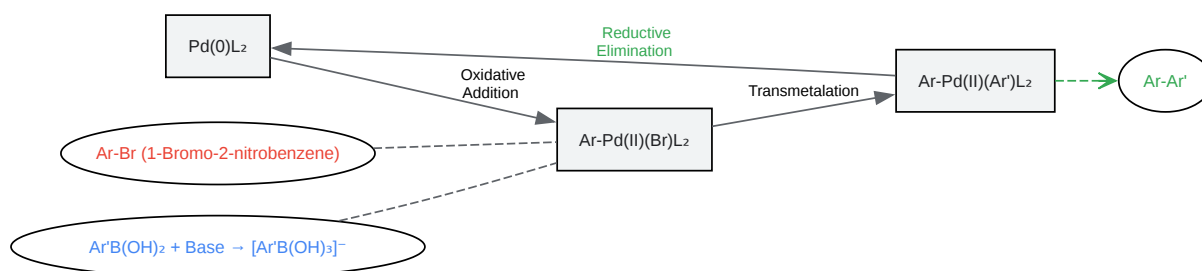 Pd(0)L₂
Reductive
Elimination
Oxidative
Addition
Transmetalation
Ar-Pd(II)(Ar')L₂
Ar-Ar'
Ar-Pd(II)(Br)L₂
Ar-Br (1-Bromo-2-nitrobenzene)
Ar'B(OH)₂ + Base → [Ar'B(OH)₃]⁻